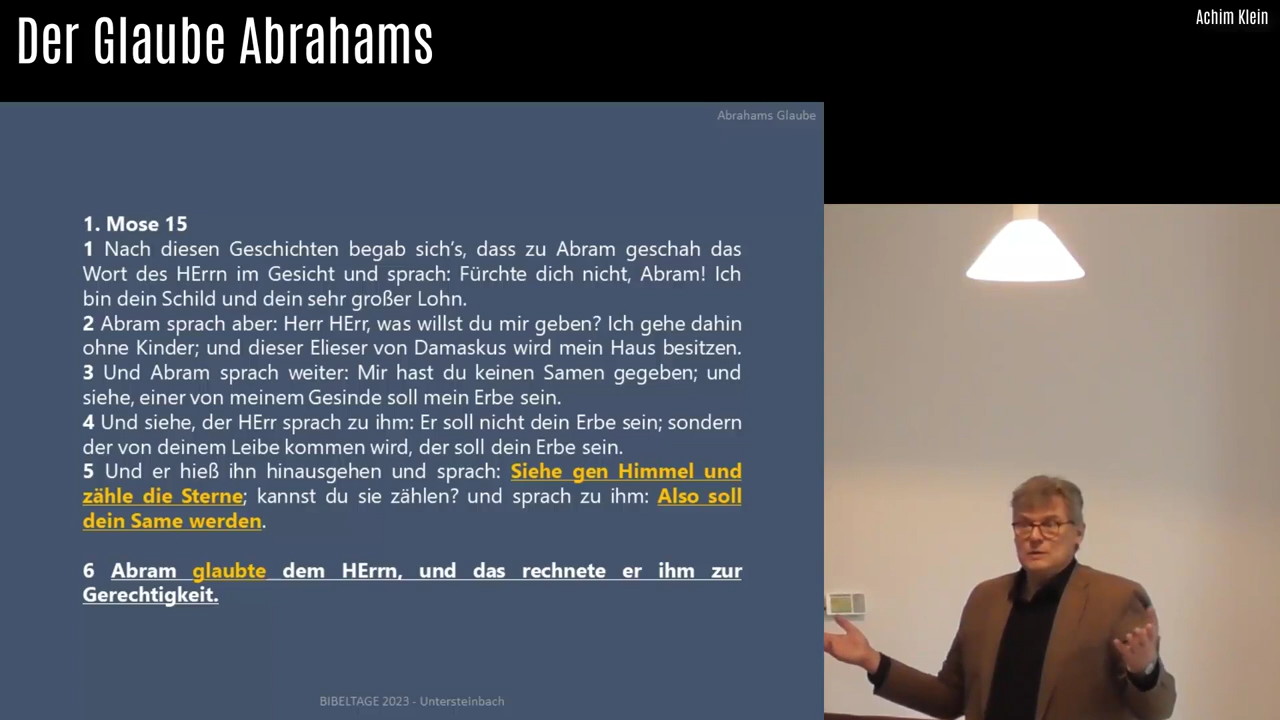 Der Glaube Abrahams
Achim Klein
Abrahams Glaube
1. Mose 15
1 Nach diesen Geschichten begab sich's, dass zu Abram geschah das
Wort des HErrn im Gesicht und sprach: Fürchte dich nicht, Abram! Ich
bin dein Schild und dein sehr großer Lohn.
2 Abram sprach aber: Herr HErr, was willst du mir geben? Ich gehe dahin
ohne Kinder; und dieser Elieser von Damaskus wird mein Haus besitzen.
3 Und Abram sprach weiter: Mir hast du keinen Samen gegeben; und
siehe, einer von meinem Gesinde soll mein Erbe sein.
4 Und siehe, der HErr sprach zu ihm: Er soll nicht dein Erbe sein; sondern
der von deinem Leibe kommen wird, der soll dein Erbe sein.
5 Und er hieß ihn hinausgehen und sprach: Siehe gen Himmel und
zähle die Sterne; kannst du sie zählen? und sprach zu ihm: Also soll
dein Same werden.
6 Abram glaubte dem HErrn, und das rechnete er ihm zur
Gerechtigkeit.
BIBELTAGE 2023 - Untersteinbach